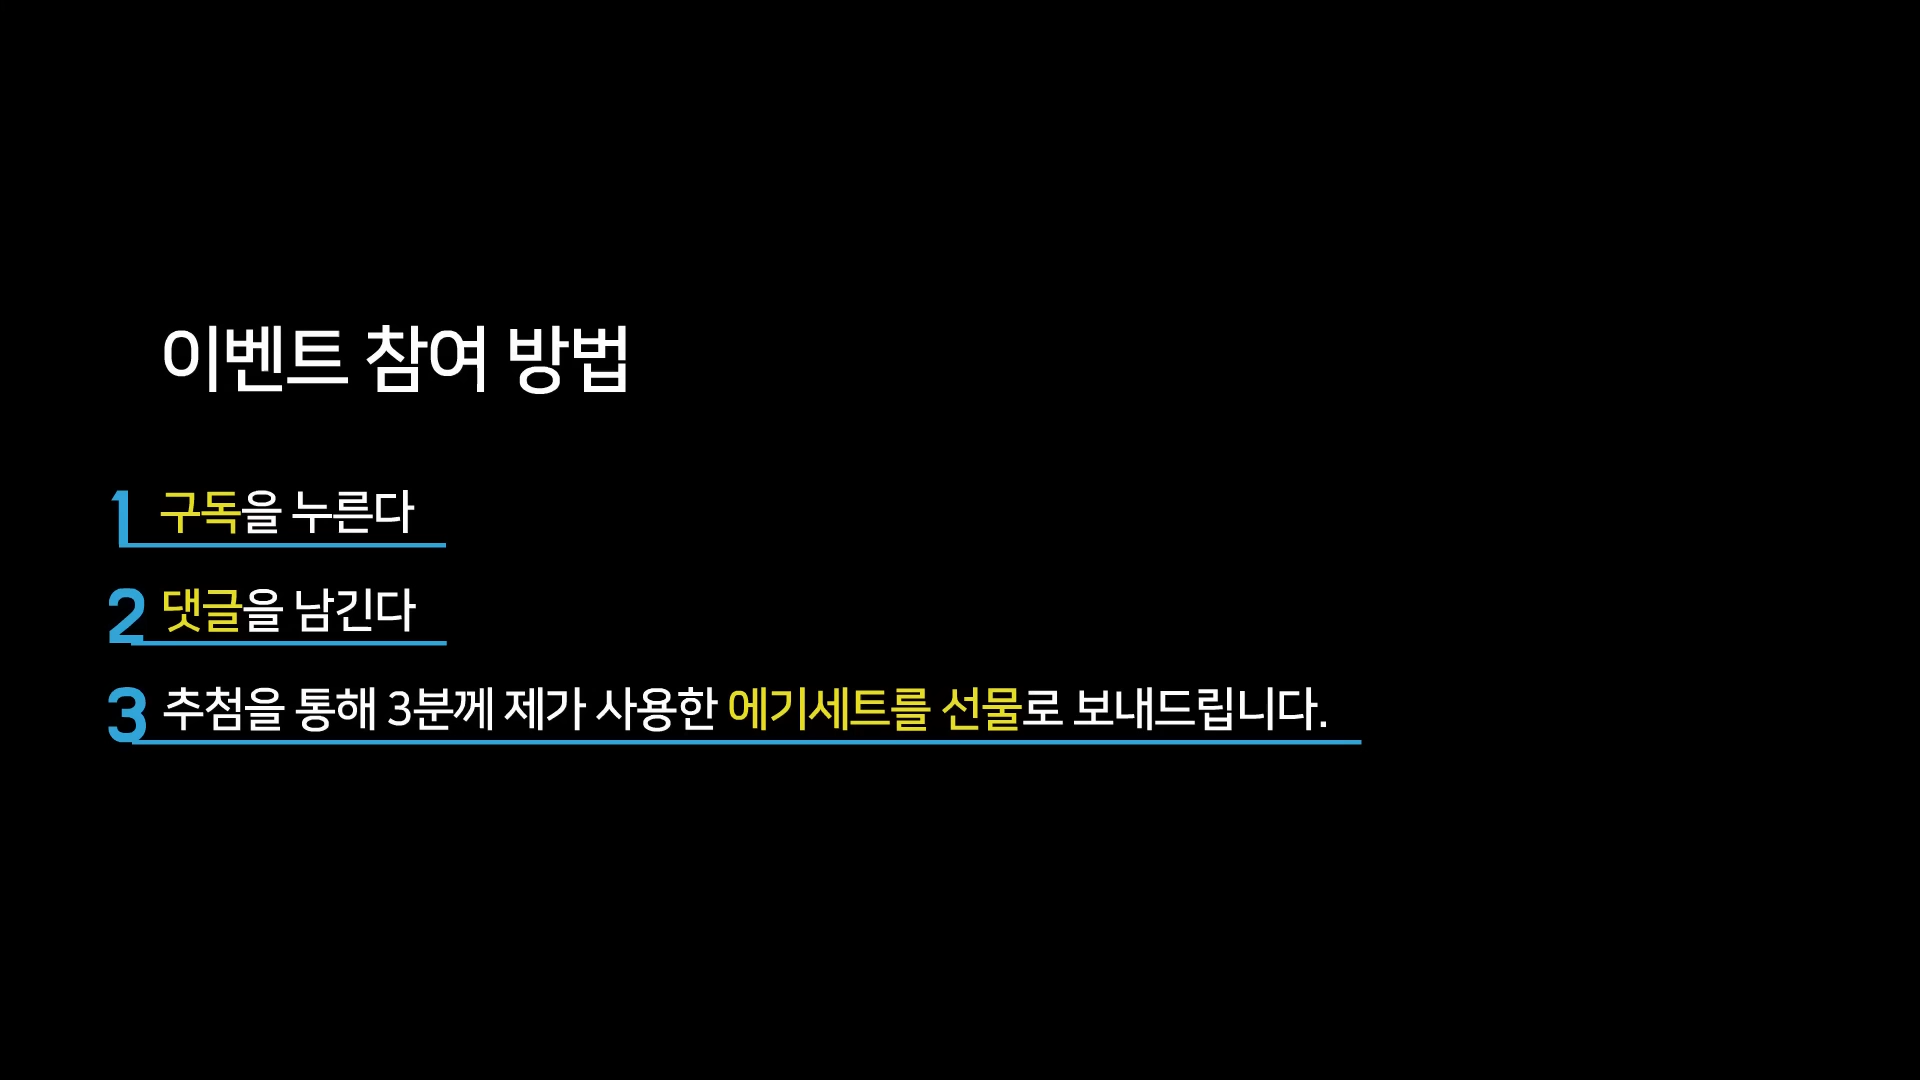 이벤트 참여 방법
1 구독을 누른다
2 댓글을 남긴다
3 추첨을 통해 3분께 제가 사용한 에기세트를 선물로 보내드립니다.